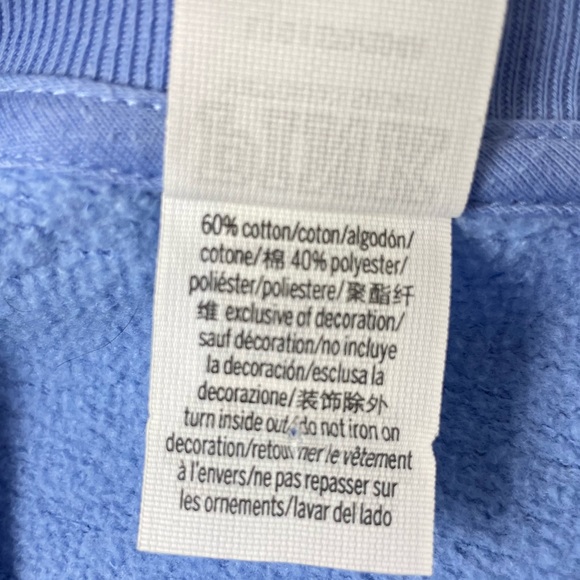 60% cotton/coton/algodón/
cotone/棉 40% polyester/
poliéster/poliestere/聚酯纤
维 exclusive of decoration/
sauf décoration/no incluye
la decoración/esclusa la
decorazione/装饰除外
turn inside out/do not iron on
decoration/retourner le vêtement
à l'envers/ne pas repasser sur
les ornements/lavar del lado